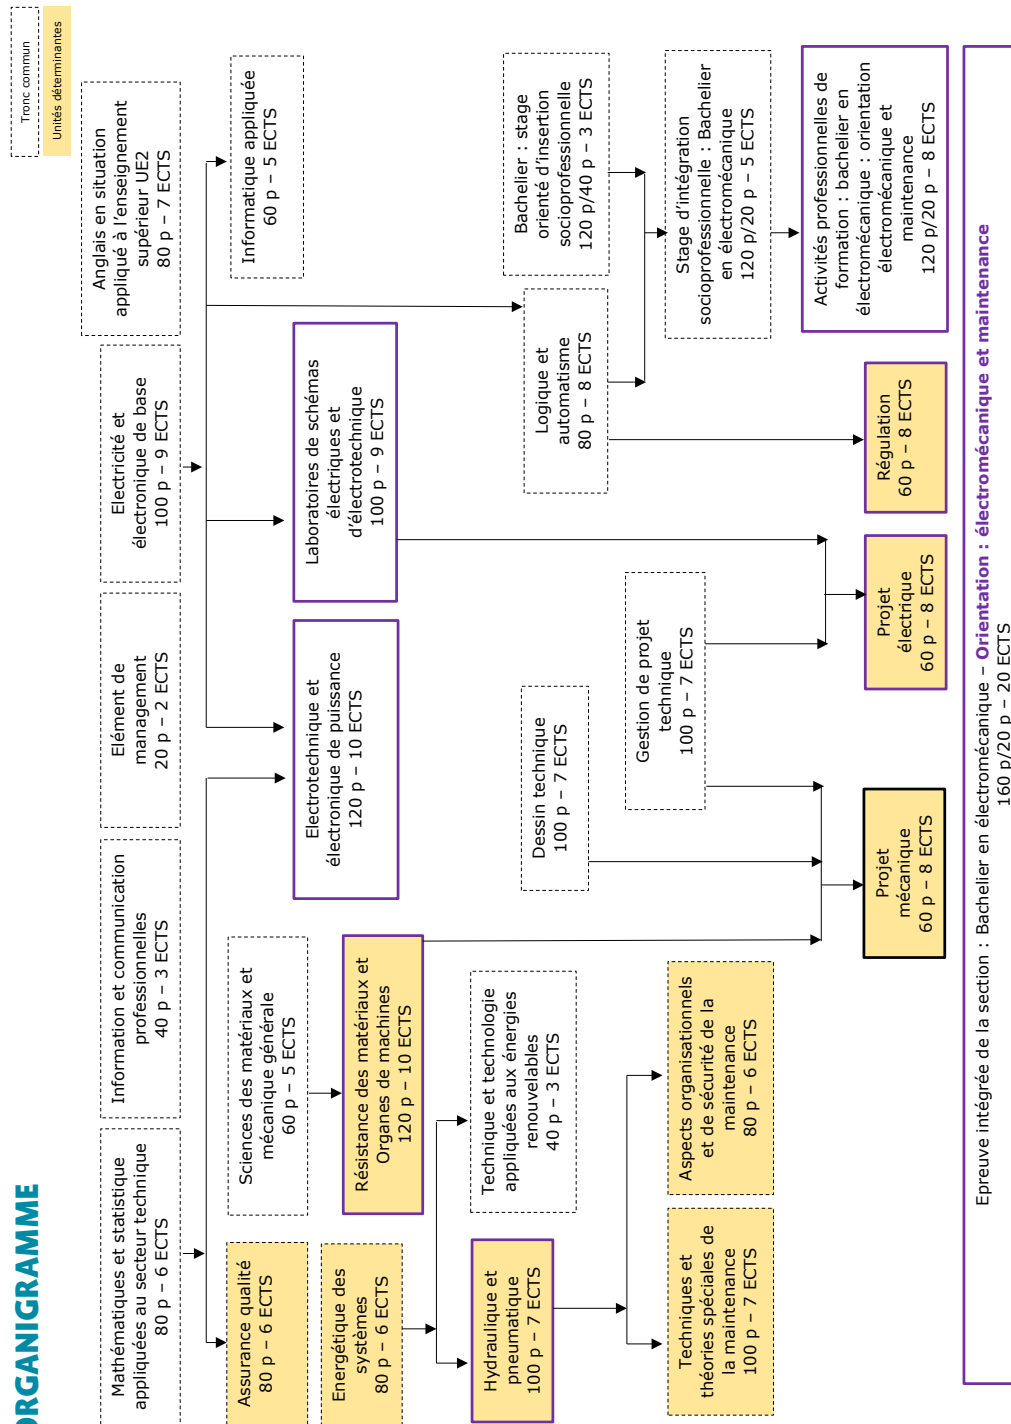 ORGANIGRAMME
Tronc commun
Unités déterminantes
Mathématiques et statistique
appliquées au secteur technique
80 p – 6 ECTS
Information et communication
professionnelles
40 p – 3 ECTS
Elément de
management
20 p – 2 ECTS
Electricité et
électronique de base
100 p – 9 ECTS
Anglais en situation
appliqué à l'enseignement
supérieur UE2
80 p – 7 ECTS
Assurance qualité
80 p – 6 ECTS
Sciences des matériaux et
mécanique générale
60 p – 5 ECTS
Informatique appliquée
60 p – 5 ECTS
Energétique des
systèmes
80 p – 6 ECTS
Résistance des matériaux et
Organes de machines
120 p – 10 ECTS
Electrotechnique et
électronique de puissance
120 p – 10 ECTS
Laboratoires de schémas
électriques et
d'électrotechnique
100 p – 9 ECTS
Hydraulique et
pneumatique
100 p – 7 ECTS
Technique et technologie
appliquées aux énergies
renouvelables
40 p – 3 ECTS
Dessin technique
100 p – 7 ECTS
Logique et
automatisme
80 p – 8 ECTS
Bachelier : stage
orienté d'insertion
socioprofessionnelle
120 p/40 p – 3 ECTS
Gestion de projet
technique
100 p – 7 ECTS
Techniques et
théories spéciales de
la maintenance
100 p – 7 ECTS
Aspects organisationnels
et de sécurité de la
maintenance
80 p – 6 ECTS
Stage d'intégration
socioprofessionnelle : Bachelier
en électromécanique
120 p/20 p – 5 ECTS
Projet
mécanique
60 p – 8 ECTS
Projet
électrique
60 p – 8 ECTS
Régulation
60 p – 8 ECTS
Activités professionnelles de
formation : bachelier en
électromécanique : orientation
électromécanique et
maintenance
120 p/20 p – 8 ECTS
Epreuve intégrée de la section : Bachelier en électromécanique – Orientation : électromécanique et maintenance
160 p/20 p – 20 ECTS